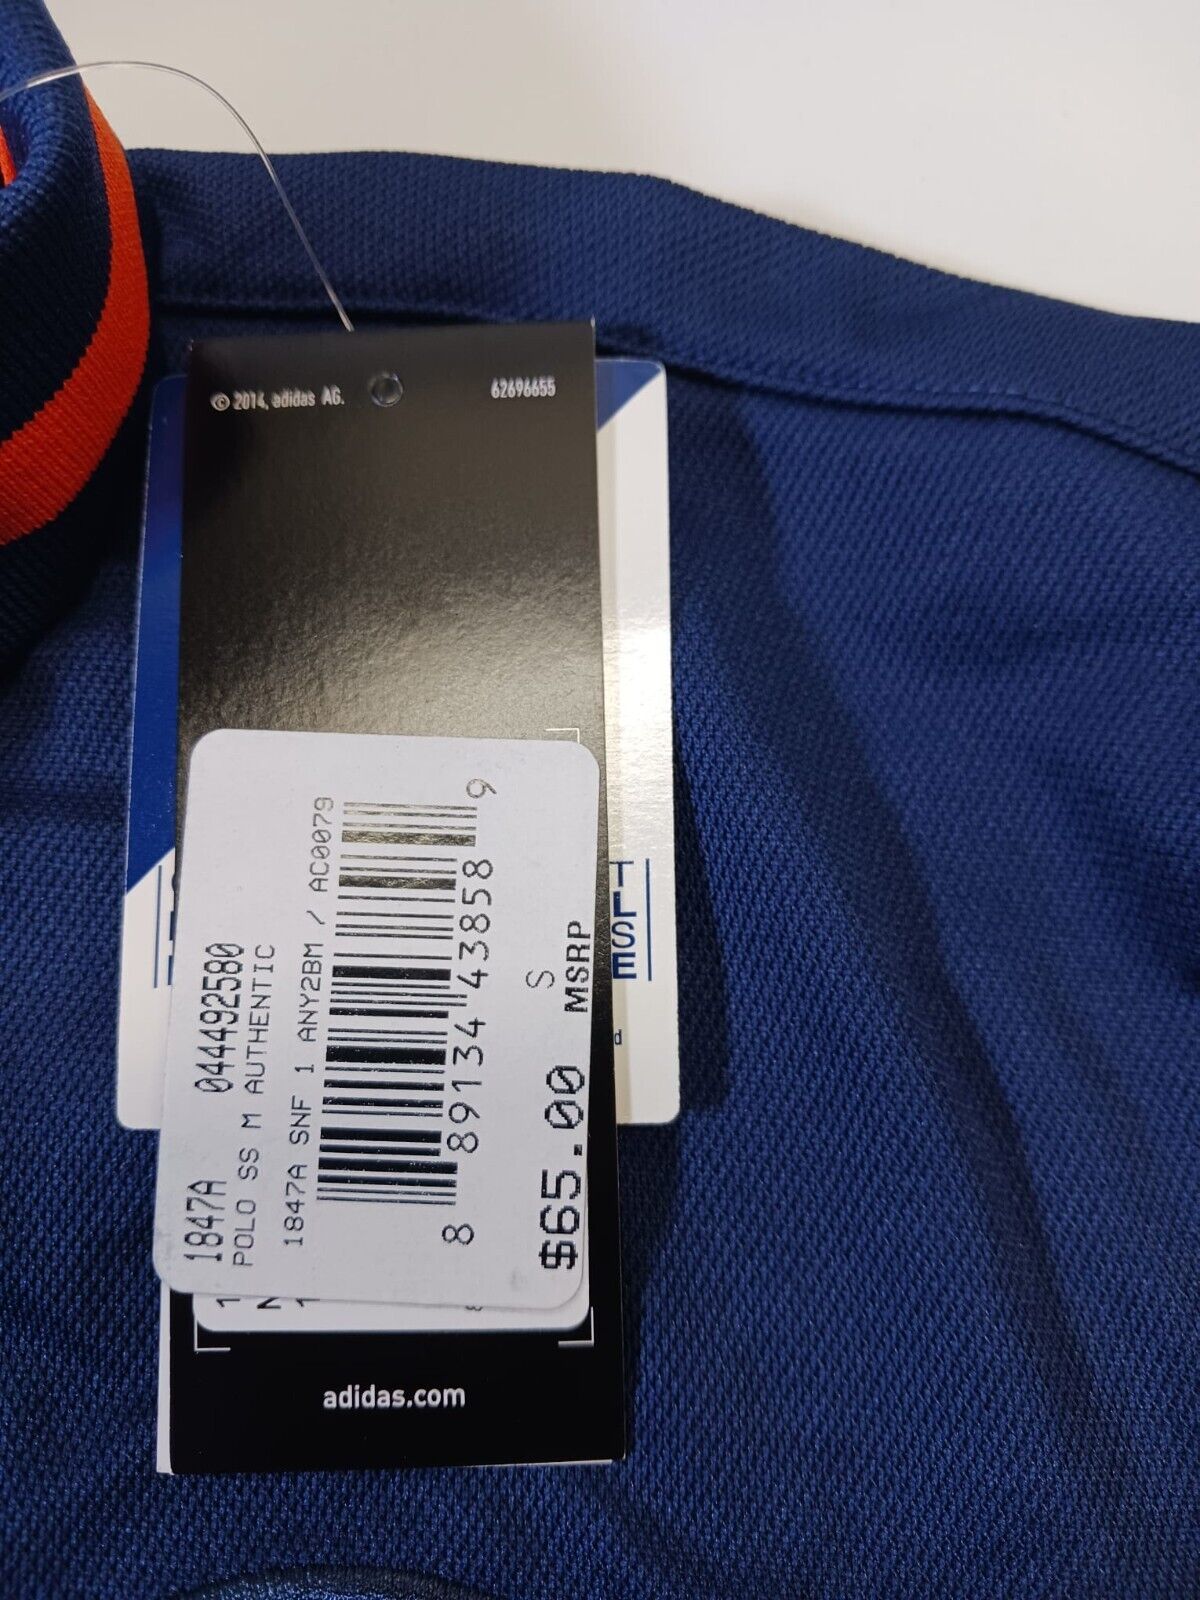 © 2014, adidas AG.
62696655
1847A 044492580
POLO SS M AUTHENTIC
1847A SNF 1 ANY2BM / AC0079
8 89134 43858 9
S
$65.00 MSRP
TLSE
d
adidas.com